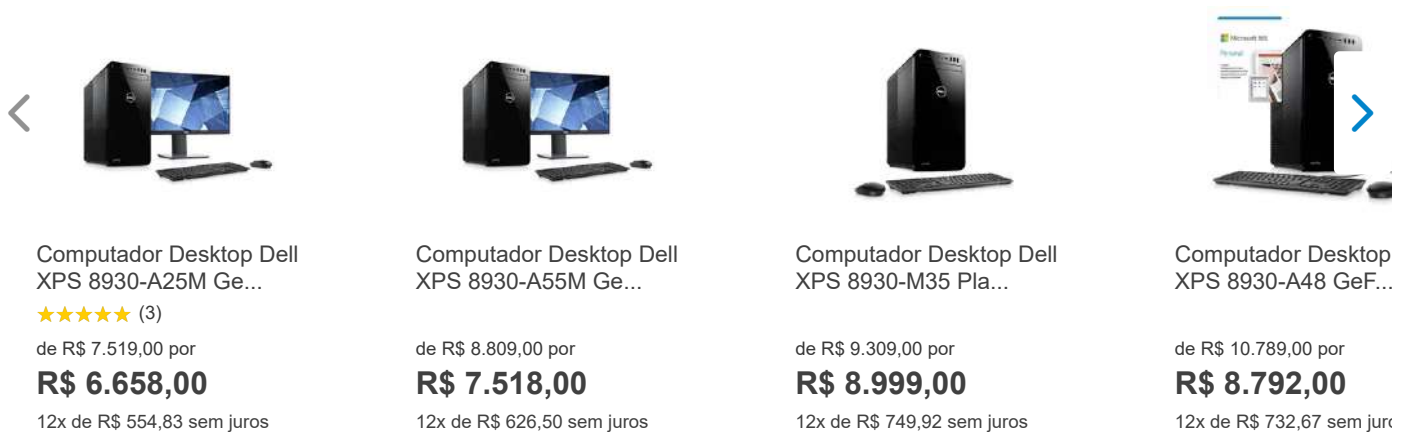 Microsoft 365
Personal
Computador Desktop Dell
XPS 8930-A25M Ge...
(3)
de R$ 7.519,00 por
R$ 6.658,00
12x de R$ 554,83 sem juros
Computador Desktop Dell
XPS 8930-A55M Ge...
de R$ 8.809,00 por
R$ 7.518,00
12x de R$ 626,50 sem juros
Computador Desktop Dell
XPS 8930-M35 Pla...
de R$ 9.309,00 por
R$ 8.999,00
12x de R$ 749,92 sem juros
Computador Desktop
XPS 8930-A48 GeF...
de R$ 10.789,00 por
R$ 8.792,00
12x de R$ 732,67 sem